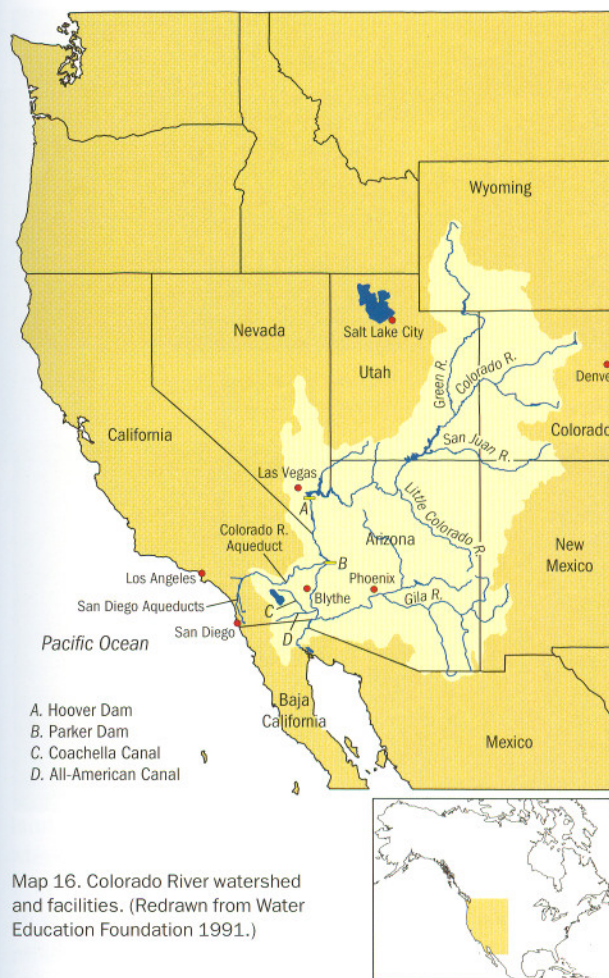 Wyoming
Nevada
Salt Lake City
Utah
Green R.
Colorado R.
Denve
Colorado
California
San Juan R.
Las Vegas
A
Little Colorado R.
Colorado R.
Aqueduct
Arizona
B
New
Mexico
Los Angeles
Phoenix
Blythe
Gila R.
C
San Diego Aqueducts
San Diego
D
Pacific Ocean
Baja
California
Mexico
A. Hoover Dam
B. Parker Dam
C. Coachella Canal
D. All-American Canal
Map 16. Colorado River watershed
and facilities. (Redrawn from Water
Education Foundation 1991.)